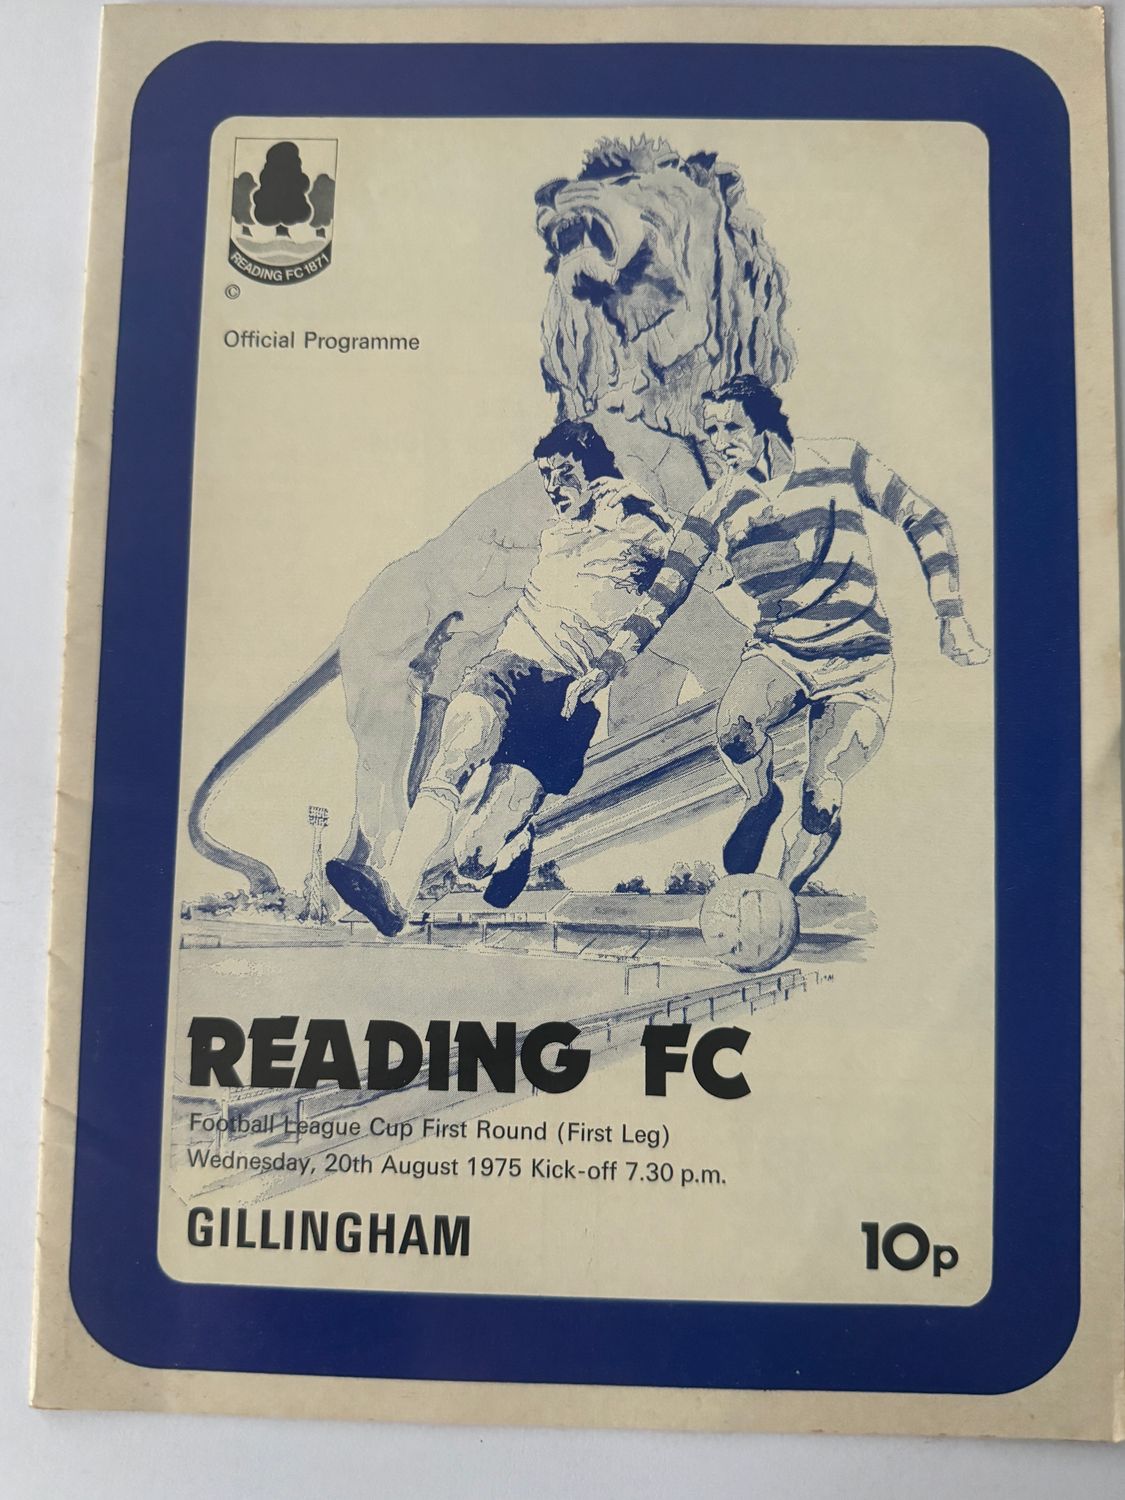 READING FC 1871
©
Official Programme
READING FC
Football League Cup First Round (First Leg)
Wednesday, 20th August 1975 Kick-off 7.30 p.m.
GILLINGHAM
10p